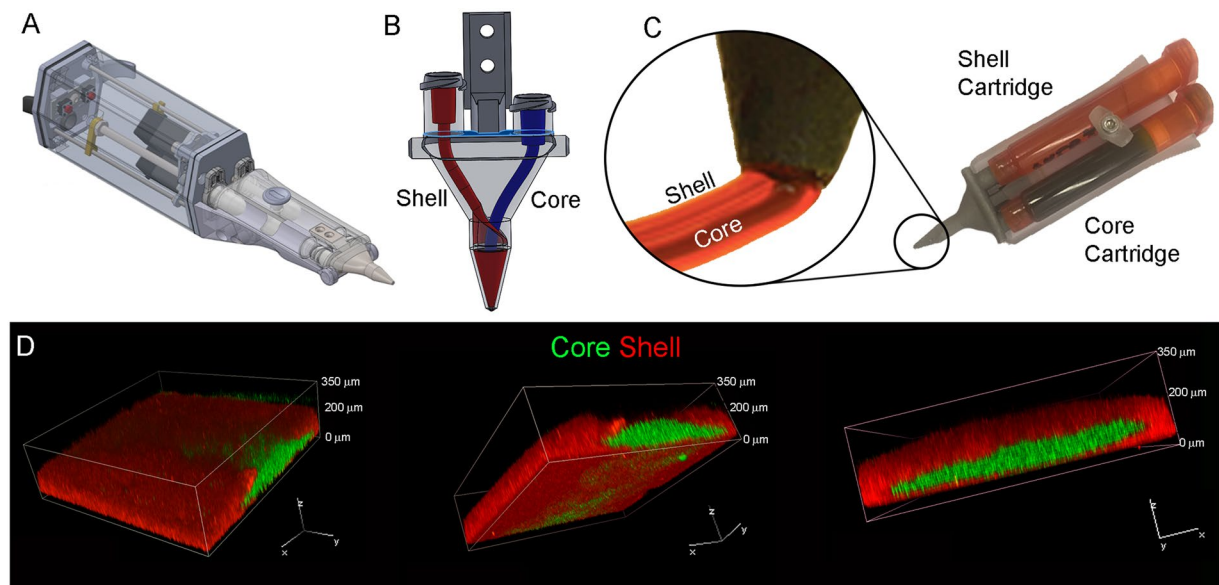 A
B
C
Shell
Core
Shell
Core
Shell
Cartridge
Core
Cartridge
D
Core Shell
350 μm
200 μm
0 μm
z
x
y
350 μm
200 μm
0 μm
z
y
x
350 μm
200 μm
0 μm
z
y
x